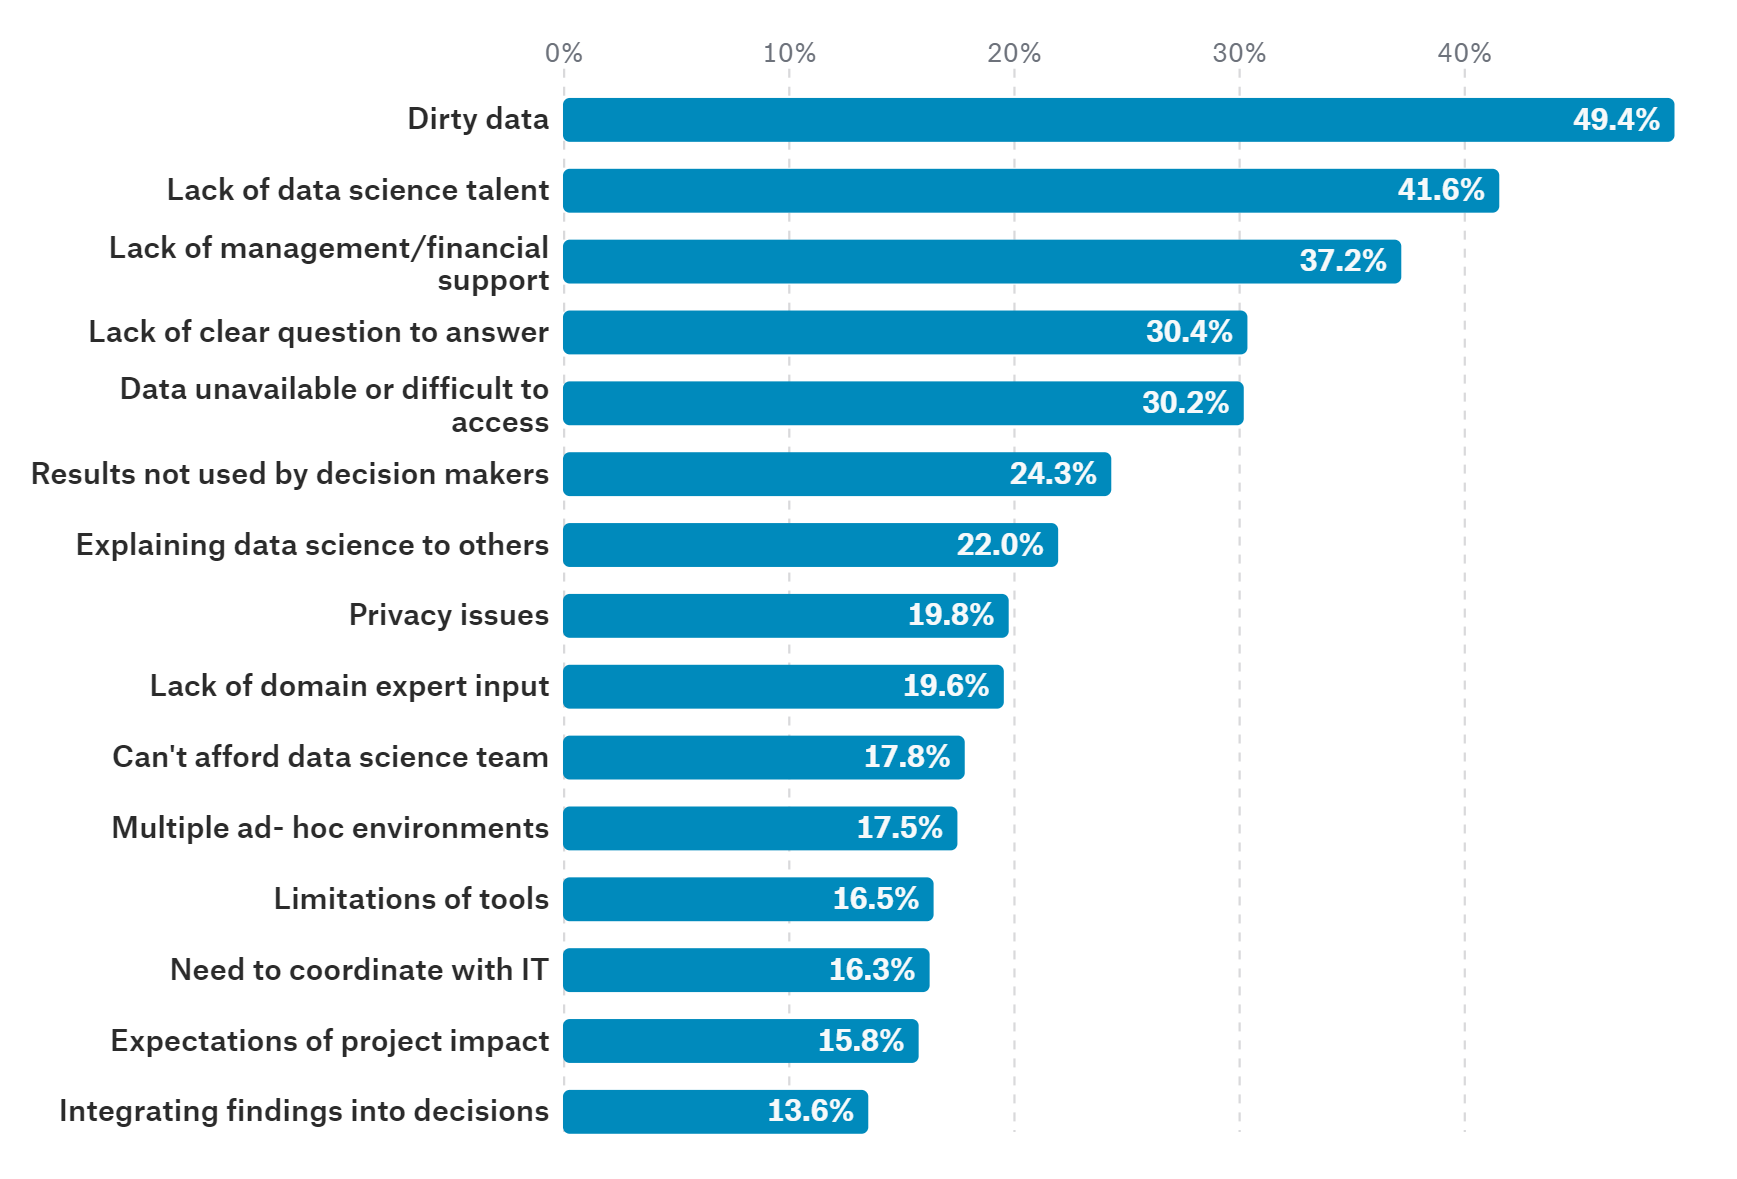 0% 10% 20% 30% 40%
Dirty data 49.4%
Lack of data science talent 41.6%
Lack of management/financial
support 37.2%
Lack of clear question to answer 30.4%
Data unavailable or difficult to
access 30.2%
Results not used by decision makers 24.3%
Explaining data science to others 22.0%
Privacy issues 19.8%
Lack of domain expert input 19.6%
Can't afford data science team 17.8%
Multiple ad- hoc environments 17.5%
Limitations of tools 16.5%
Need to coordinate with IT 16.3%
Expectations of project impact 15.8%
Integrating findings into decisions 13.6%